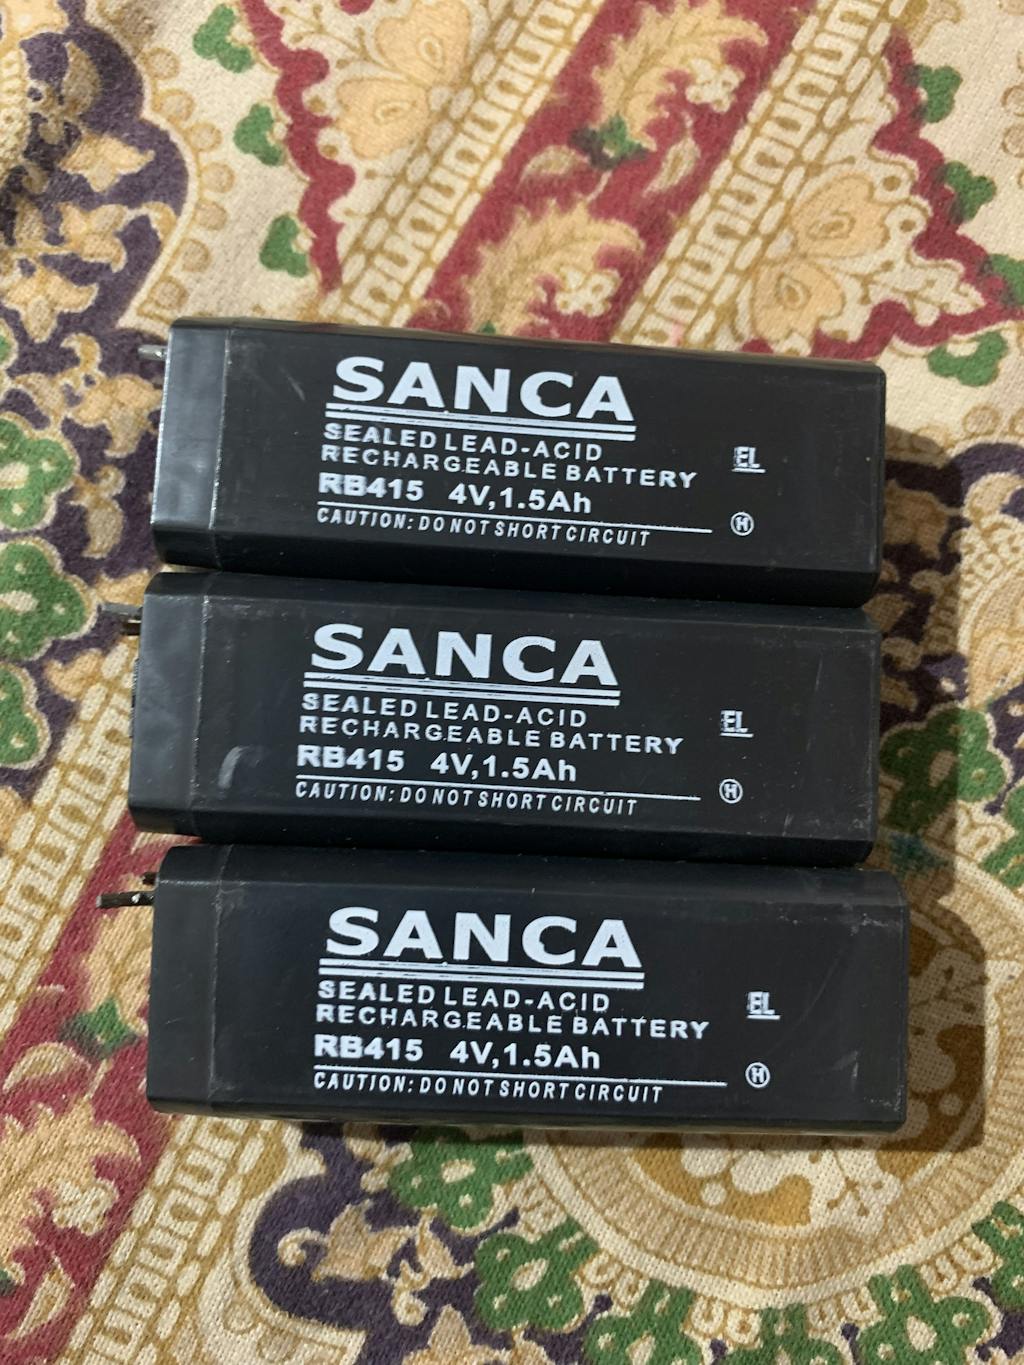 SANCA
SEALED LEAD-ACID
RECHARGEABLE BATTERY
EL
RB415 4V,1.5Ah
CAUTION: DO NOT SHORT CIRCUIT
H
SANCA
SEALED LEAD-ACID
RECHARGEABLE BATTERY
EL
RB415 4V,1.5Ah
CAUTION: DO NOT SHORT CIRCUIT
H
SANCA
SEALED LEAD-ACID
RECHARGEABLE BATTERY
EL
RB415 4V,1.5Ah
CAUTION: DO NOT SHORT CIRCUIT
H